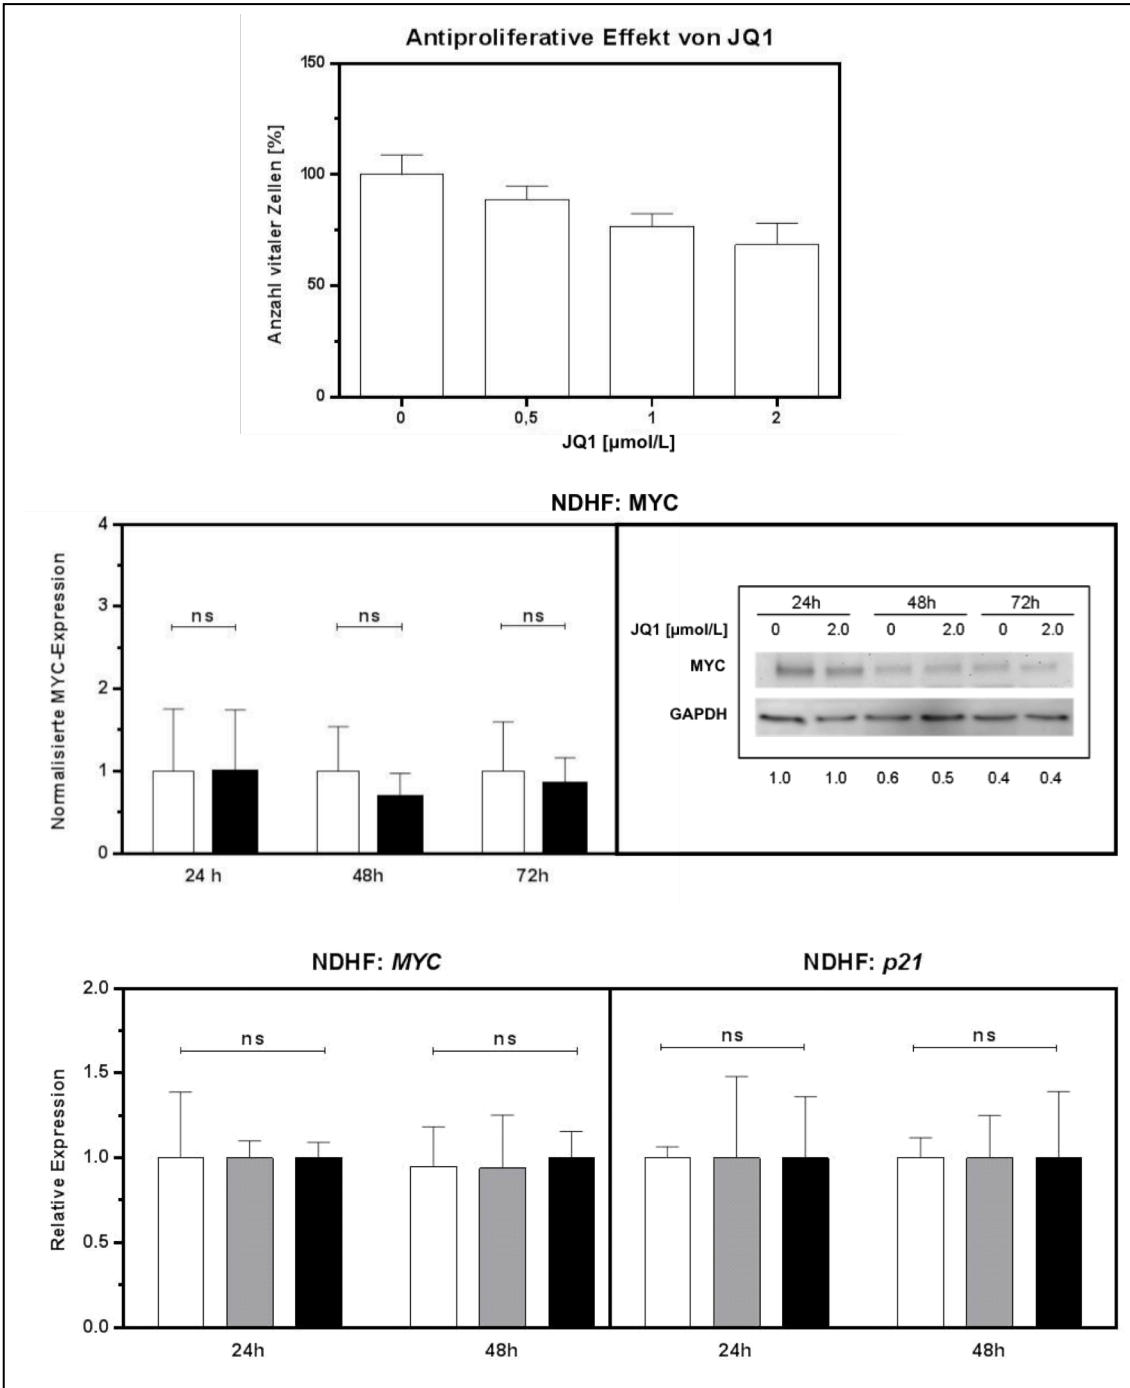 Antiproliferative Effekt von JQ1
150
100
50
0
Anzahl vitaler Zellen [%]
0 0,5 1 2
JQ1 [µmol/L]
NDHF: MYC
4
3
2
1
0
Normalisierte MYC-Expression
ns ns ns
24 h 48h 72h
24h 48h 72h
JQ1 [µmol/L] 0 2.0 0 2.0 0 2.0
MYC
GAPDH
1.0 1.0 0.6 0.5 0.4 0.4
NDHF: MYC NDHF: p21
2.0
1.5
1.0
0.5
0.0
Relative Expression
ns ns ns ns
24h 48h 24h 48h